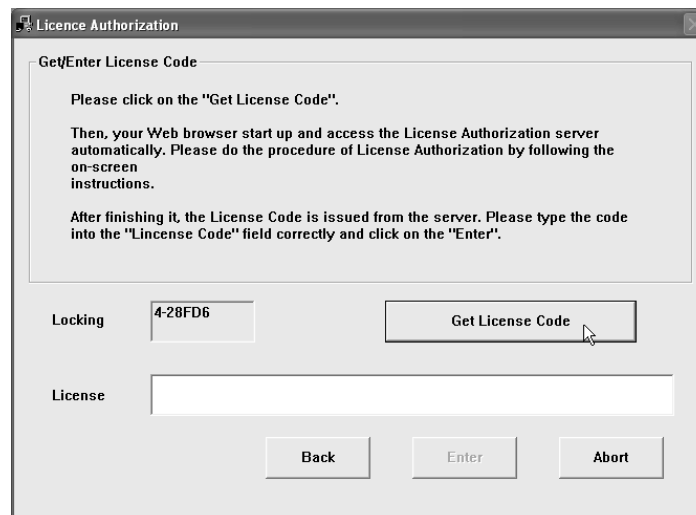 Licence Authorization
Get/Enter License Code
Please click on the "Get License Code".
Then, your Web browser start up and access the License Authorization server
automatically. Please do the procedure of License Authorization by following the
on-screen
instructions.
After finishing it, the License Code is issued from the server. Please type the code
into the "Lincense Code" field correctly and click on the "Enter".
Locking
4-28FD6
Get License Code
License
Back
Enter
Abort